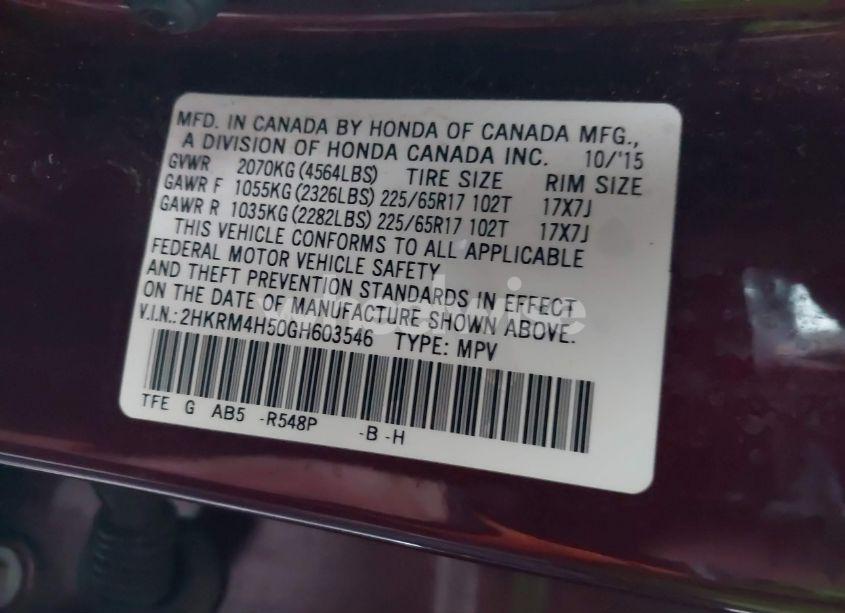 MFD. IN CANADA BY HONDA OF CANADA MFG.,
A DIVISION OF HONDA CANADA INC. 10/'15
GVWR 2070KG (4564LBS) TIRE SIZE RIM SIZE
GAWR F 1055KG (2326LBS) 225/65R17 102T 17X7J
GAWR R 1035KG (2282LBS) 225/65R17 102T 17X7J
THIS VEHICLE CONFORMS TO ALL APPLICABLE
FEDERAL MOTOR VEHICLE SAFETY
AND THEFT PREVENTION STANDARDS IN EFFECT
ON THE DATE OF MANUFACTURE SHOWN ABOVE.
V.I.N.: 2HKRM4H50GH603546 TYPE: MPV
TFE G AB5 -R548P -B -H